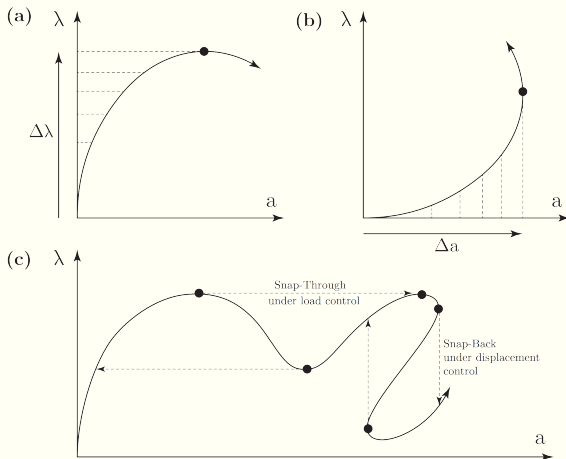 (a)
λ
Δλ
a
(b)
λ
a
Δa
(c)
λ
Snap-Through
under load control
Snap-Back
under displacement
control
a